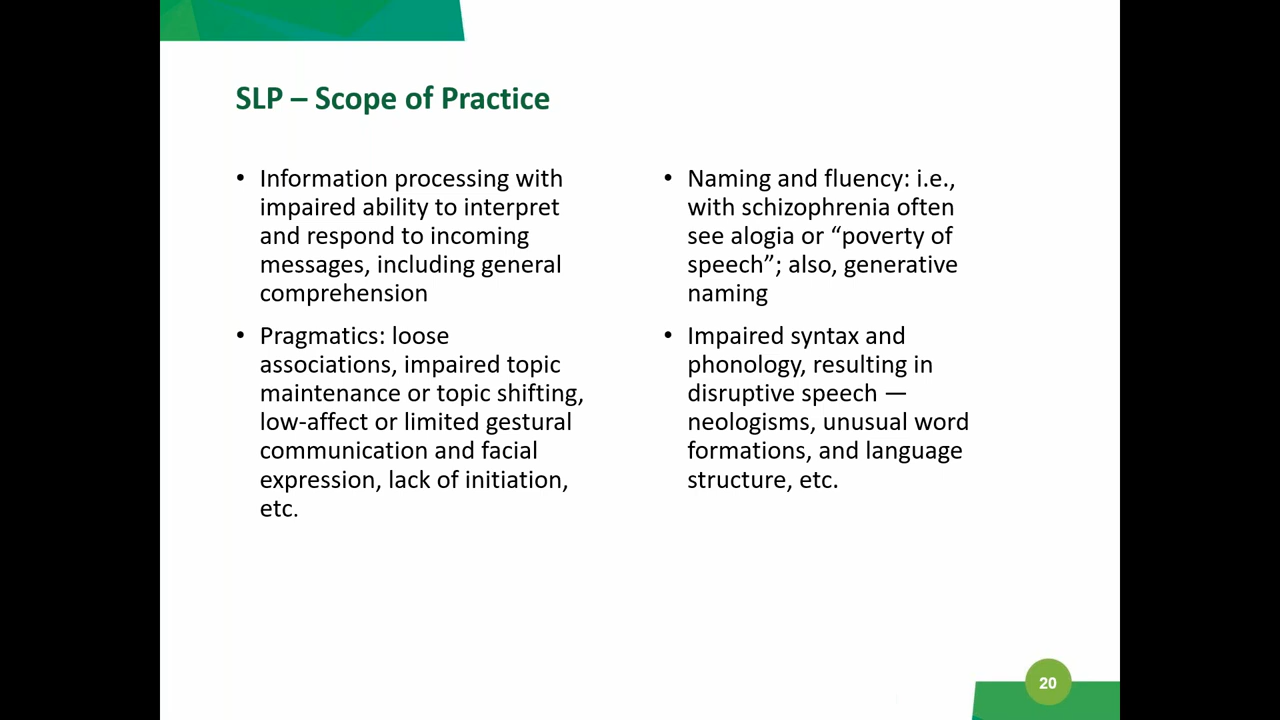 SLP – Scope of Practice
• Information processing with
impaired ability to interpret
and respond to incoming
messages, including general
comprehension
• Pragmatics: loose
associations, impaired topic
maintenance or topic shifting,
low-affect or limited gestural
communication and facial
expression, lack of initiation,
etc.
• Naming and fluency: i.e.,
with schizophrenia often
see alogia or “poverty of
speech”; also, generative
naming
• Impaired syntax and
phonology, resulting in
disruptive speech —
neologisms, unusual word
formations, and language
structure, etc.
20